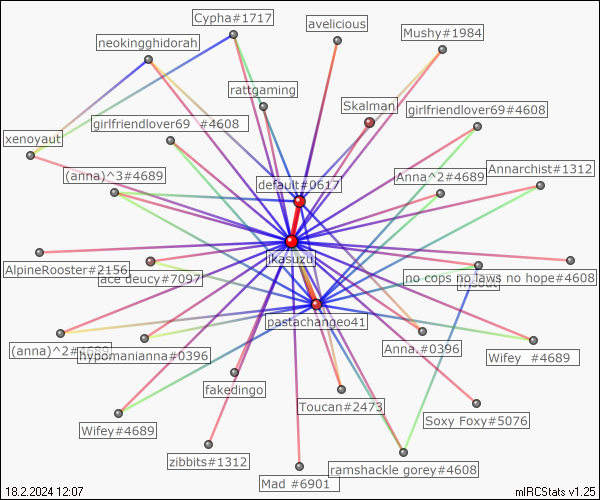 Cypha#1717
avelicious
Mushy#1984
neokingghidorah
rattgaming
Skalman
girlfriendlover69#4608
girlfriendlover69 #4608
xenoyaut
(anna)^3#4689
default#0617
Anna^2#4689
Annarchist#1312
jkasuzu
AlpineRooster#2156
ace deucy#7097
no cops no laws no hope#4608
pastachangeo41
(anna)^2#4689
hypomanianna#0396
Anna.#0396
Wifey #4689
fakedingo
Toucan#2473
Soxy Foxy#5076
Wifey#4689
zibbits#1312
Mad #6901
ramshackle gorey#4608
18.2.2024 12:07
mIRCStats v1.25